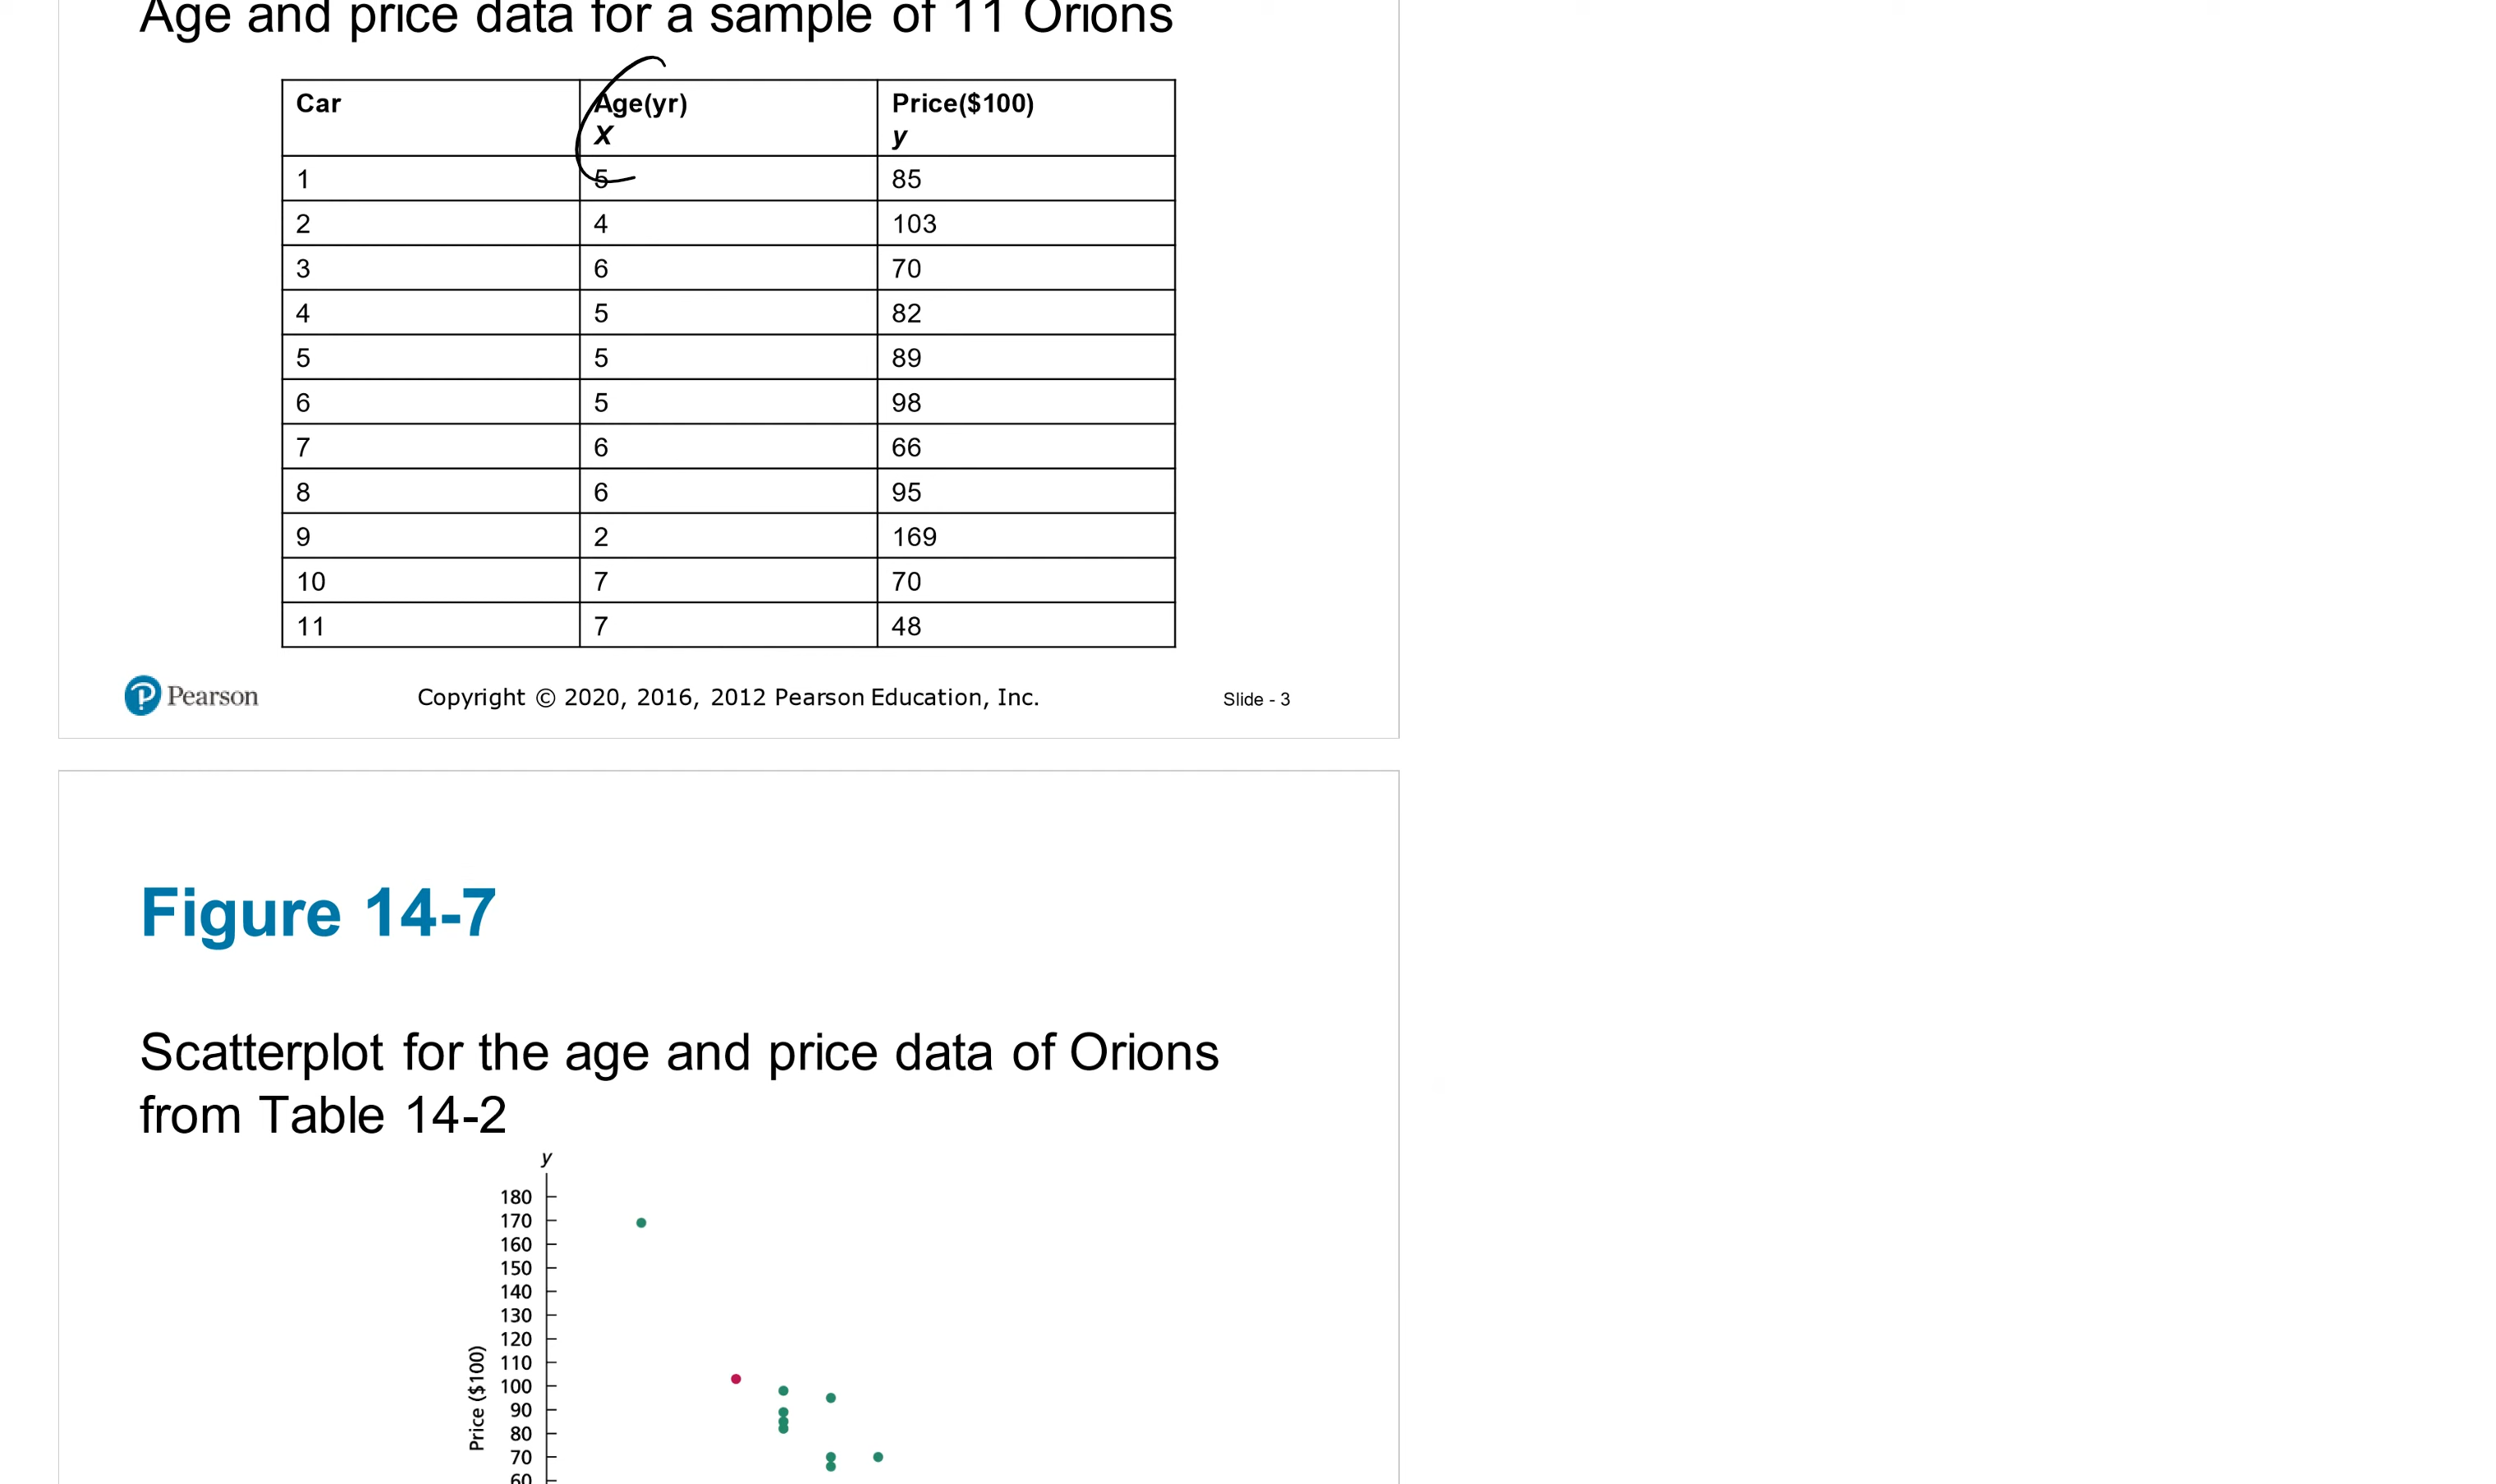 Age and price data for a sample of 11 Orions
Car Age(yr) Price($100)
x y
1 5 85
2 4 103
3 6 70
4 5 82
5 5 89
6 5 98
7 6 66
8 6 95
9 2 169
10 7 70
11 7 48
Pearson Copyright © 2020, 2016, 2012 Pearson Education, Inc. Slide - 3
Figure 14-7
Scatterplot for the age and price data of Orions
from Table 14-2
y
180
170
160
150
140
130
120
110
100
90
80
70
60
Price ($100)